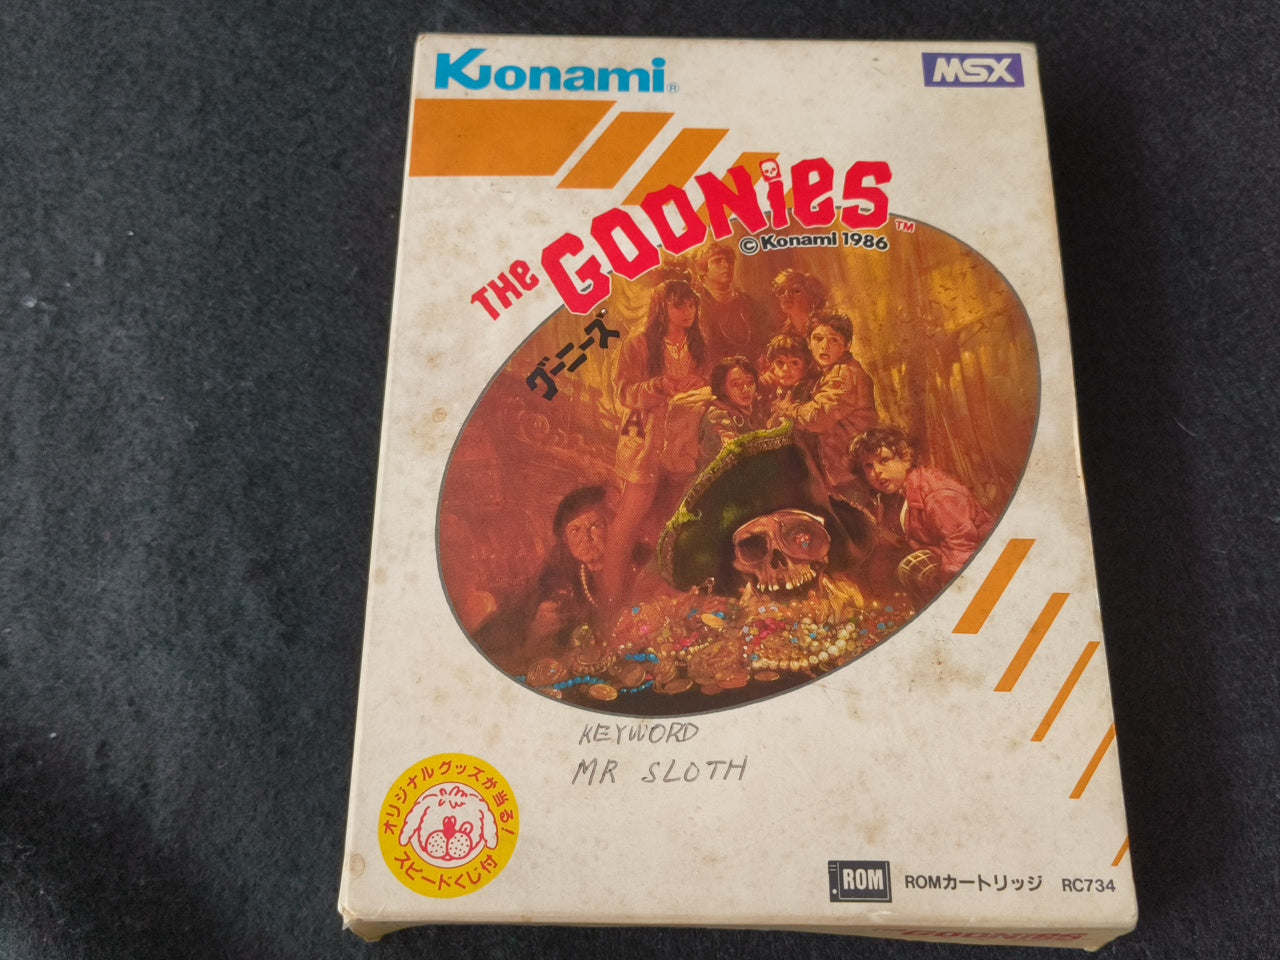 Konami®
MSX
THE GOONIES™
© Konami 1986
グーニーズ
A
KEYWORD
MR SLOTH
オリジナルグッズが当る!
スピードくじ付
ROM
ROMカートリッジ RC734
THE GOONIES